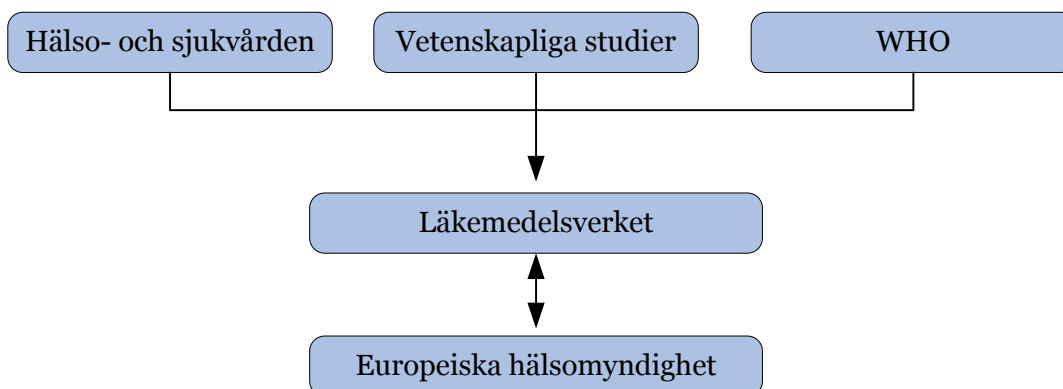 Hälso- och sjukvården
Vetenskapliga studier
WHO
Läkemedelsverket
Europeiska hälsomyndighet